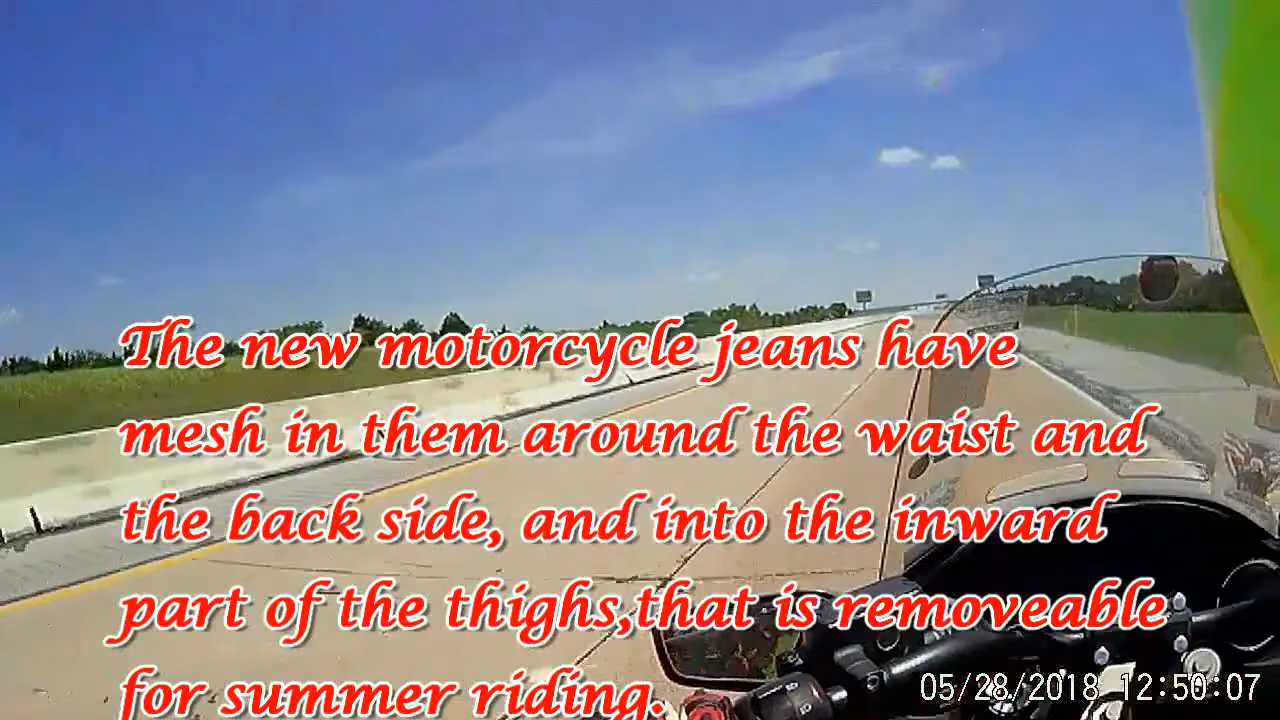 The new motorcycle jeans have
mesh in them around the waist and
the back side, and into the inward
part of the thighs,that is removeable
for summer riding.
05/28/2018 12:50:07